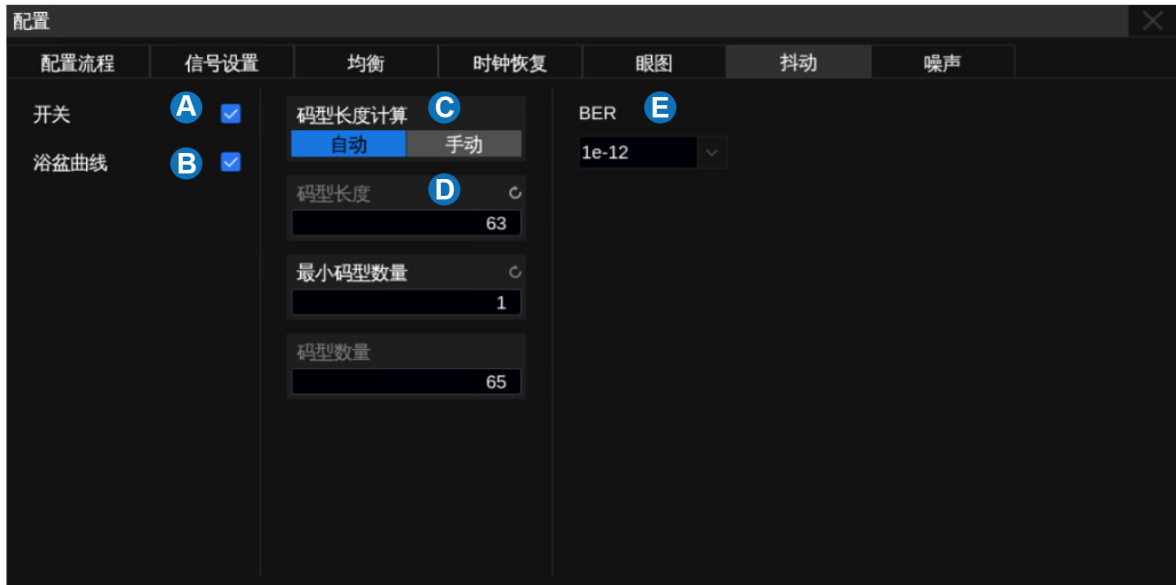 配置
配置流程 信号设置 均衡 时钟恢复 眼图 抖动 噪声
开关 A
浴盆曲线 B
码型长度计算 C
自动 手动
码型长度 D
63
最小码型数量
1
码型数量
65
BER E
1e-12